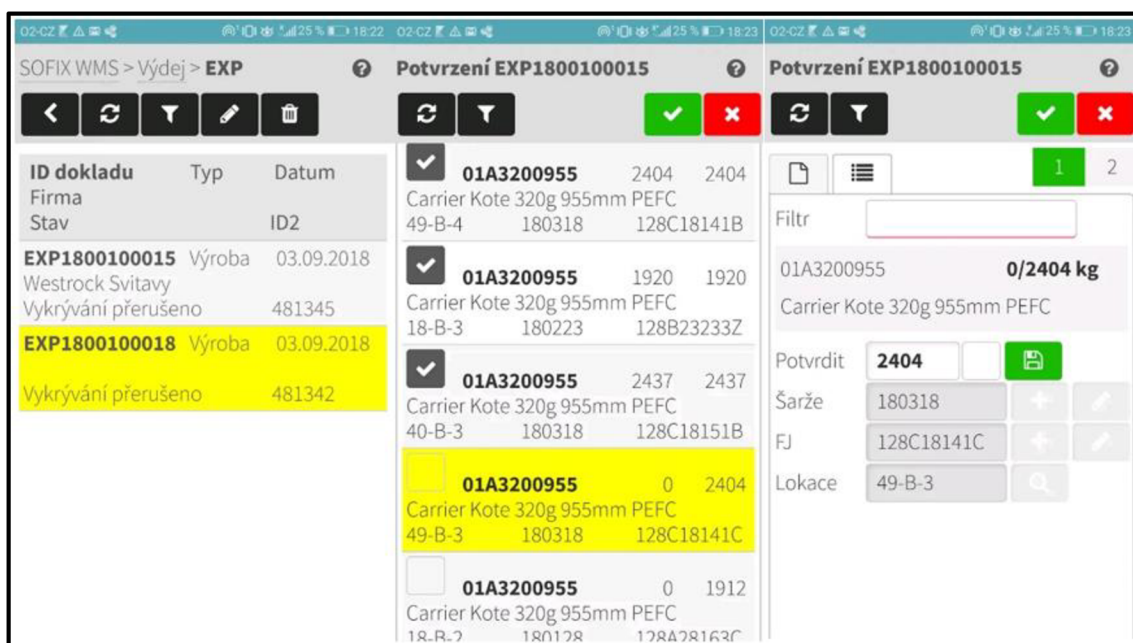 O2-CZ 25 % 18:22
SOFIX WMS > Výdej > EXP
ID dokladu Typ Datum
Firma
Stav ID2
EXP1800100015 Výroba 03.09.2018
Westrock Svitavy
Vykrývání přerušeno 481345
EXP1800100018 Výroba 03.09.2018
Vykrývání přerušeno 481342
O2-CZ 25 % 18:23
Potvrzení EXP1800100015
01A3200955 2404 2404
Carrier Kote 320g 955mm PEFC
49-B-4 180318 128C18141B
01A3200955 1920 1920
Carrier Kote 320g 955mm PEFC
18-B-3 180223 128B23233Z
01A3200955 2437 2437
Carrier Kote 320g 955mm PEFC
40-B-3 180318 128C18151B
01A3200955 0 2404
Carrier Kote 320g 955mm PEFC
49-B-3 180318 128C18141C
01A3200955 0 1912
Carrier Kote 320g 955mm PEFC
18-B-2 180128 128A28163C
O2-CZ 25 % 18:23
Potvrzení EXP1800100015
1 2
Filtr
01A3200955 0/2404 kg
Carrier Kote 320g 955mm PEFC
Potvrdit 2404
Šarže 180318
FJ 128C18141C
Lokace 49-B-3